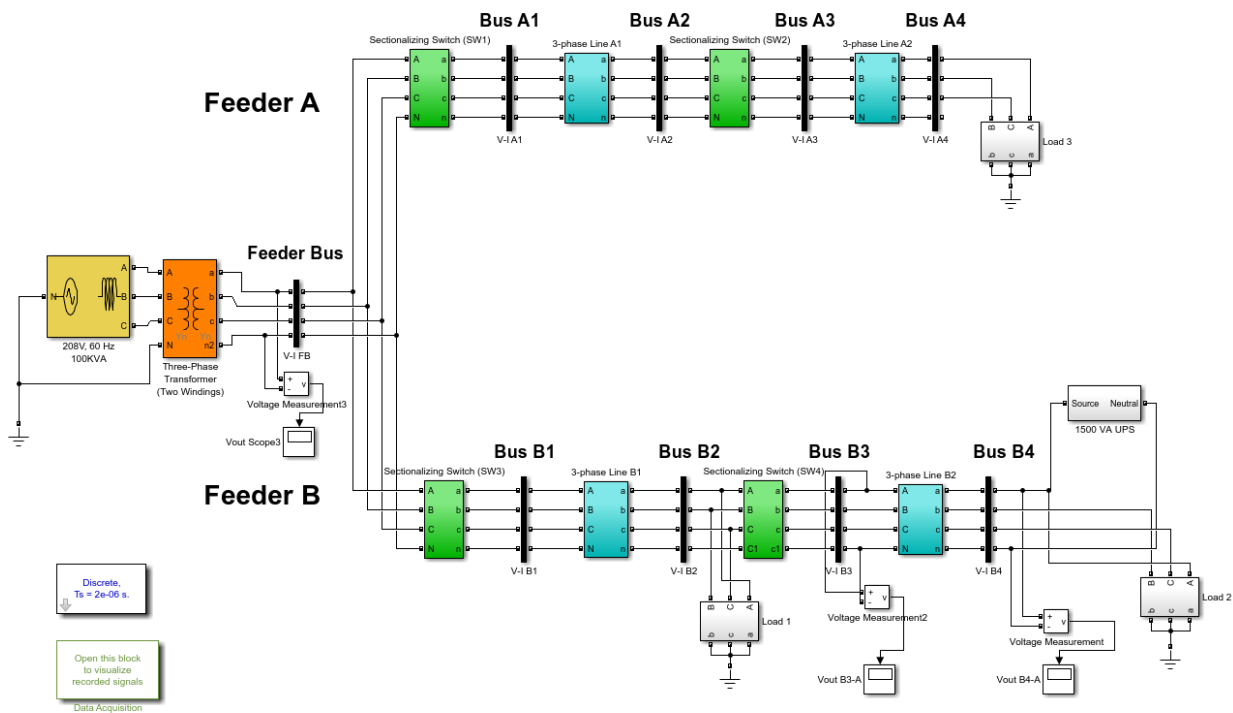 Bus A1
Bus A2
Bus A3
Bus A4
Sectionalizing Switch (SW1)
3-phase Line A1
Sectionalizing Switch (SW2)
3-phase Line A2
A a
B b
C c
N n
A a
B b
C c
N n
A a
B b
C c
N n
A a
B b
C c
N n
Feeder A
V-I A1
V-I A2
V-I A3
V-I A4
B C A
b c a
Load 3
Feeder Bus
N
A
B
C
A a
B b
C c
N n2
Yn Yn
208V, 60 Hz
100KVA
Three-Phase
Transformer
(Two Windings)
V-I FB
+
-
v
Voltage Measurement3
Vout Scope3
Source Neutral
1500 VA UPS
Bus B1
Bus B2
Bus B3
Bus B4
Sectionalizing Switch (SW3)
3-phase Line B1
Sectionalizing Switch (SW4)
3-phase Line B2
Feeder B
A a
B b
C c
N n
A a
B b
C c
N n
A a
B b
C c
C1 c1
A a
B b
C c
N n
V-I B1
V-I B2
V-I B3
V-I B4
Discrete,
Ts = 2e-06 s.
B C A
b c a
Load 1
+
-
v
Voltage Measurement2
Vout B3-A
+
-
v
Voltage Measurement
Vout B4-A
B C A
b c a
Load 2
Open this block
to visualize
recorded signals
Data Acquisition